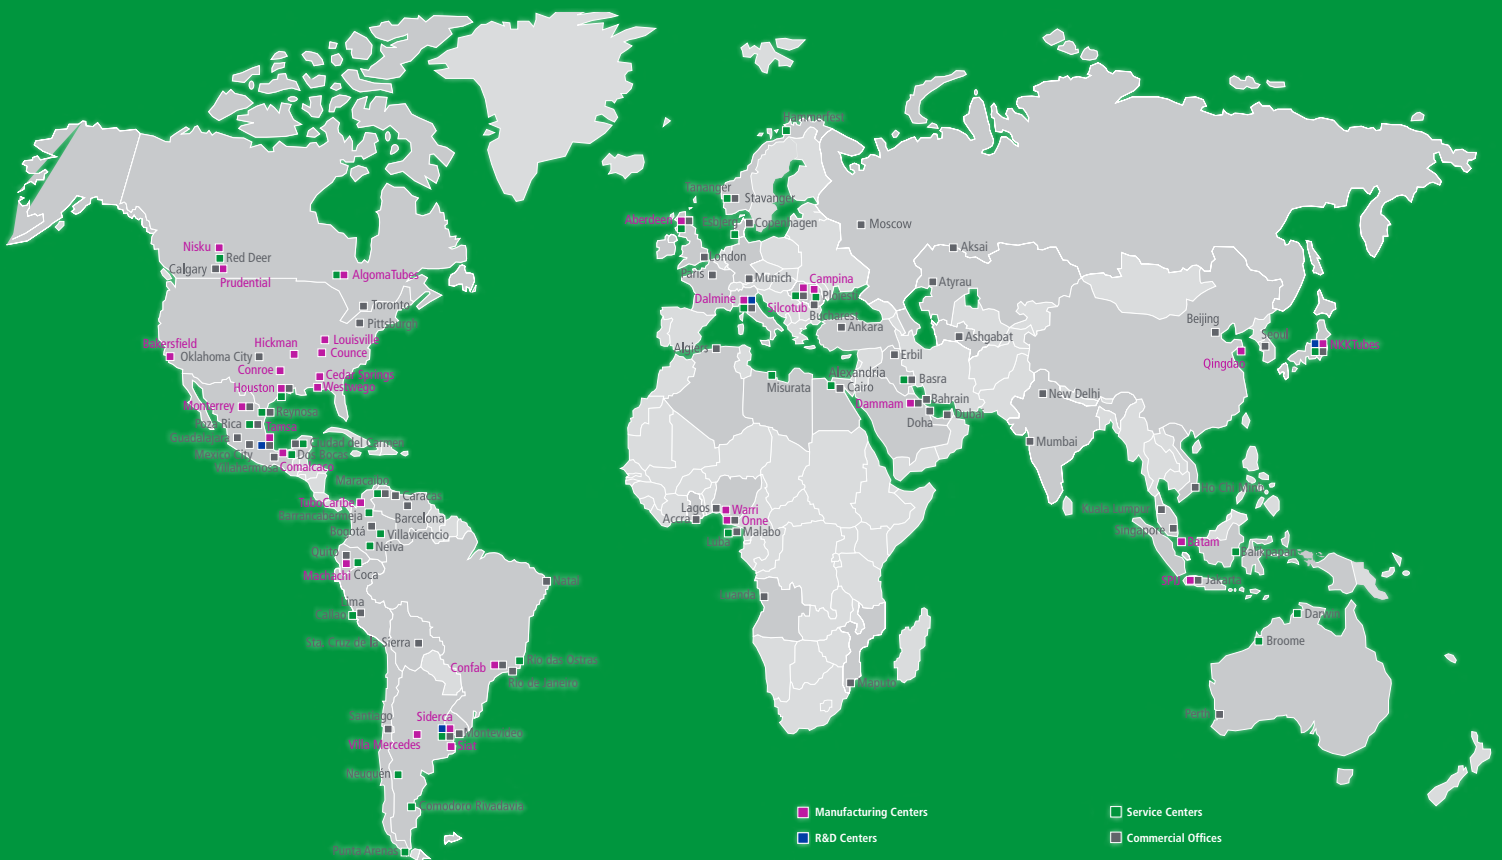 Hammerfest
Tananger
Stavanger
Aberdeen
Esbjerg
Copenhagen
Moscow
Nisku
Red Deer
Calgary
Prudential
AlgomaTubes
London
Paris
Munich
Campina
Aksai
Atyrau
Dalmine
Silcotub
Ploiesti
Bucharest
Toronto
Pittsburgh
Ankara
Ashgabat
Beijing
Seoul
NKKTubes
Qingdao
Bakersfield
Oklahoma City
Hickman
Louisville
Counce
Conroe
Cedar Springs
Houston
Westwego
Algiers
Erbil
Misurata
Alexandria
Cairo
Basra
Dammam
Bahrain
Doha
Dubai
New Delhi
Mumbai
Monterrey
Reynosa
Poza Rica
Tamsa
Guadalajara
Mexico City
Ciudad del Carmen
Dos Bocas
Villahermosa
Comalcaco
Maracaibo
Caracas
TuboCaribe
Barcelona
Barrancabermeja
Bogotá
Villavicencio
Neiva
Quito
Machachi
Coca
Lagos
Warri
Accra
Onne
Luba
Malabo
Ho Chi Minh
Kuala Lumpur
Singapore
Batam
Balikpapan
SPIJ
Jakarta
Natal
Luanda
Lima
Callao
Sta. Cruz de la Sierra
Darwin
Broome
Confab
Rio das Ostras
Rio de Janeiro
Maputo
Perth
Santiago
Siderca
Villa Mercedes
Montevideo
Siat
Neuquén
Comodoro Rivadavia
Punta Arenas
Manufacturing Centers
Service Centers
R&D Centers
Commercial Offices